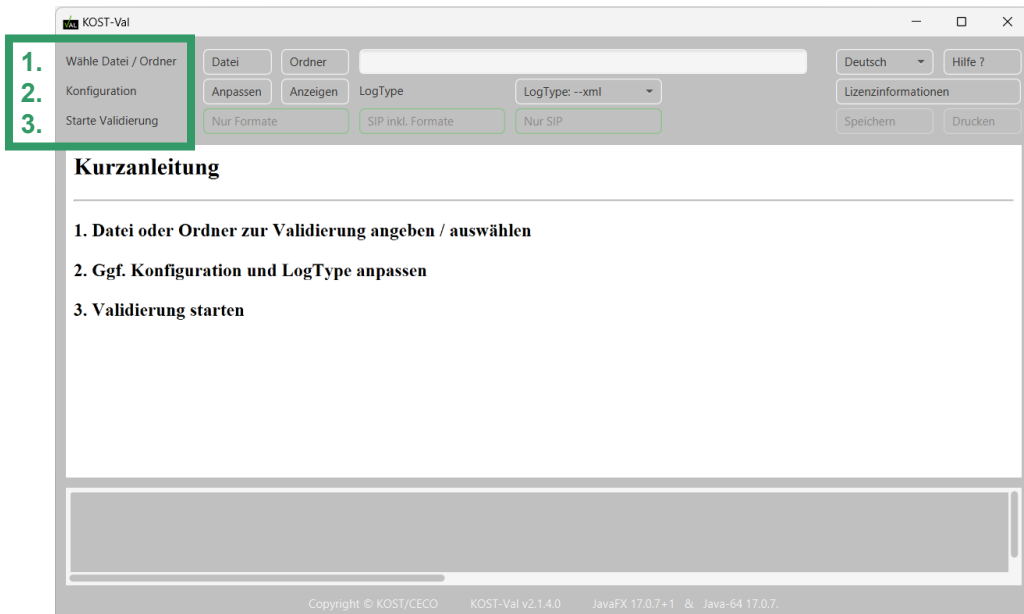 KOST-Val
1. Wähle Datei / Ordner Datei Ordner Deutsch Hilfe ?
2. Konfiguration Anpassen Anzeigen LogType LogType: --xml Lizenzinformationen
3. Starte Validierung Nur Formate SIP inkl. Formate Nur SIP Speichern Drucken
Kurzanleitung
1. Datei oder Ordner zur Validierung angeben / auswählen
2. Ggf. Konfiguration und LogType anpassen
3. Validierung starten
Copyright © KOST/CECO KOST-Val v2.1.4.0 JavaFX 17.0.7+1 & Java-64 17.0.7.